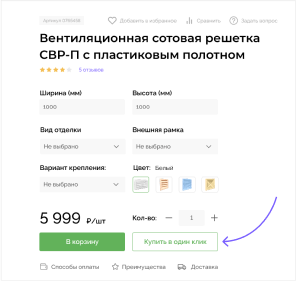 Добавить в избранное Сравнить Задать вопрос
Вентиляционная сотовая решетка
СВР-П с пластиковым полотном
5 отзывов
Ширина (мм) Высота (мм)
1000 1000
Вид отделки Внешняя рамка
Не выбрано Не выбрано
Вариант крепления: Цвет: Белый
Не выбрано
5 999 ₽/шт Кол-во: — 1 +
В корзину Купить в один клик
Способы оплаты Преимущества Доставка